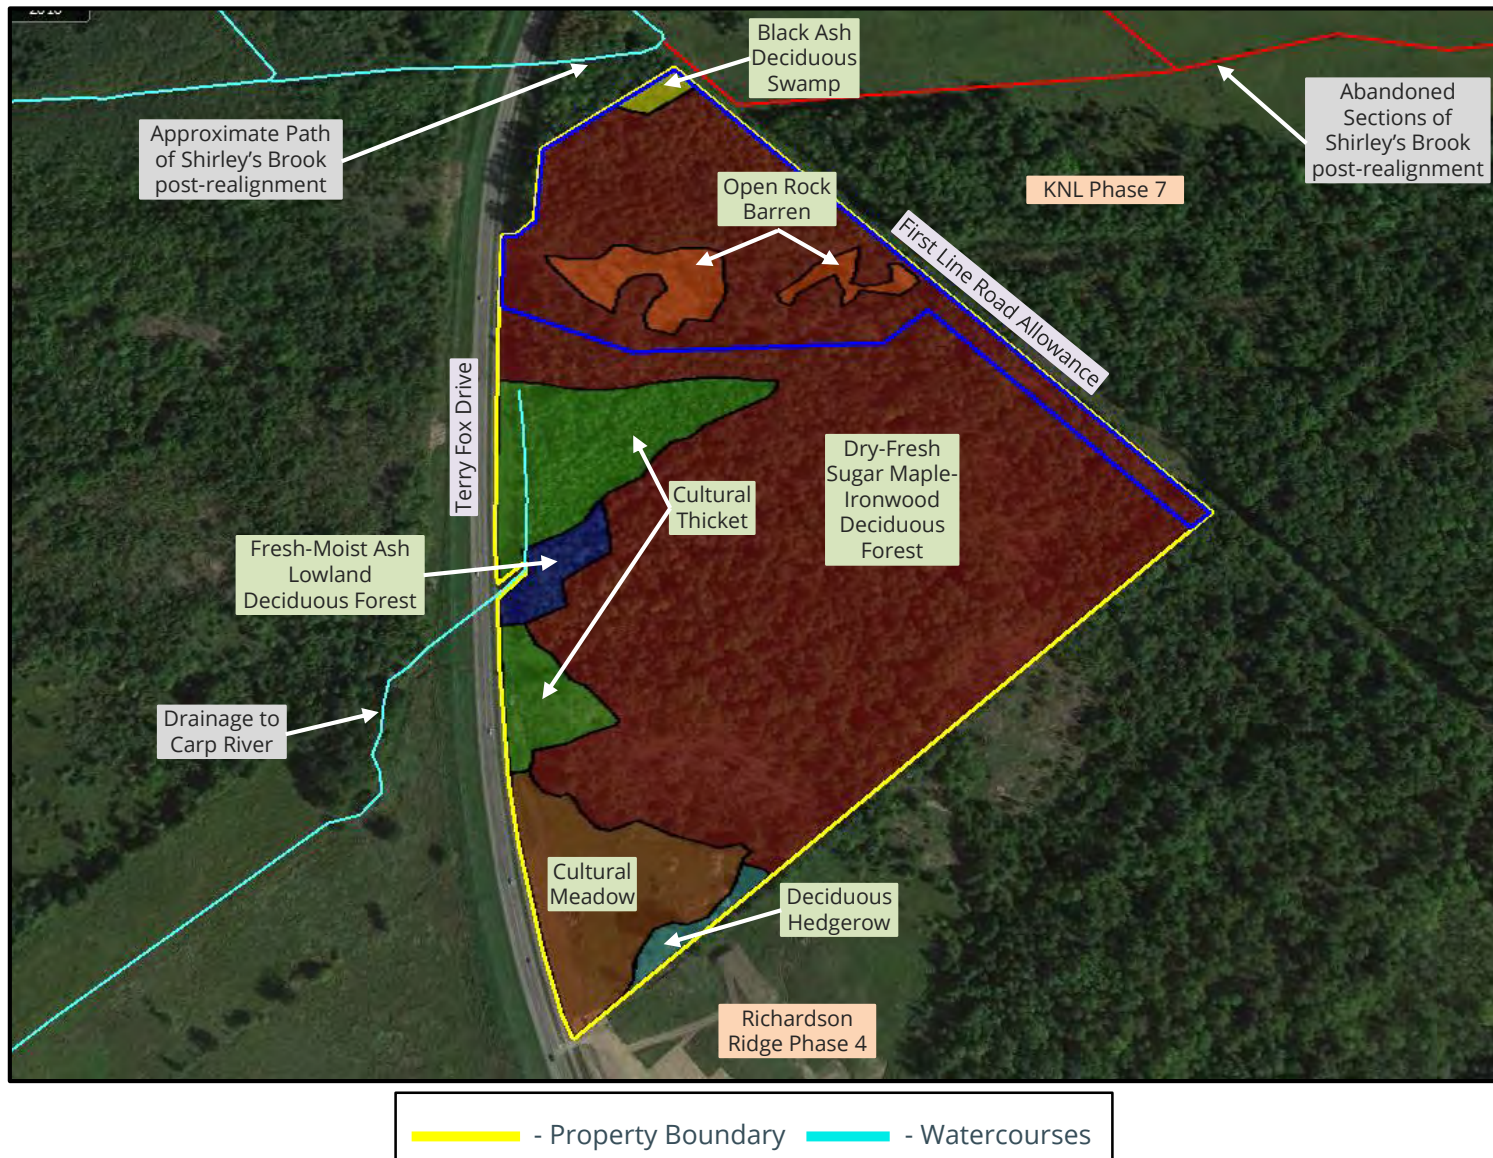 Black Ash
Deciduous
Swamp
Approximate Path
of Shirley's Brook
post-realignment
Abandoned
Sections of
Shirley's Brook
post-realignment
KNL Phase 7
Open Rock
Barren
First Line Road Allowance
Terry Fox Drive
Dry-Fresh
Sugar Maple-
Ironwood
Deciduous
Forest
Cultural
Thicket
Fresh-Moist Ash
Lowland
Deciduous Forest
Drainage to
Carp River
Cultural
Meadow
Deciduous
Hedgerow
Richardson
Ridge Phase 4
- Property Boundary
- Watercourses